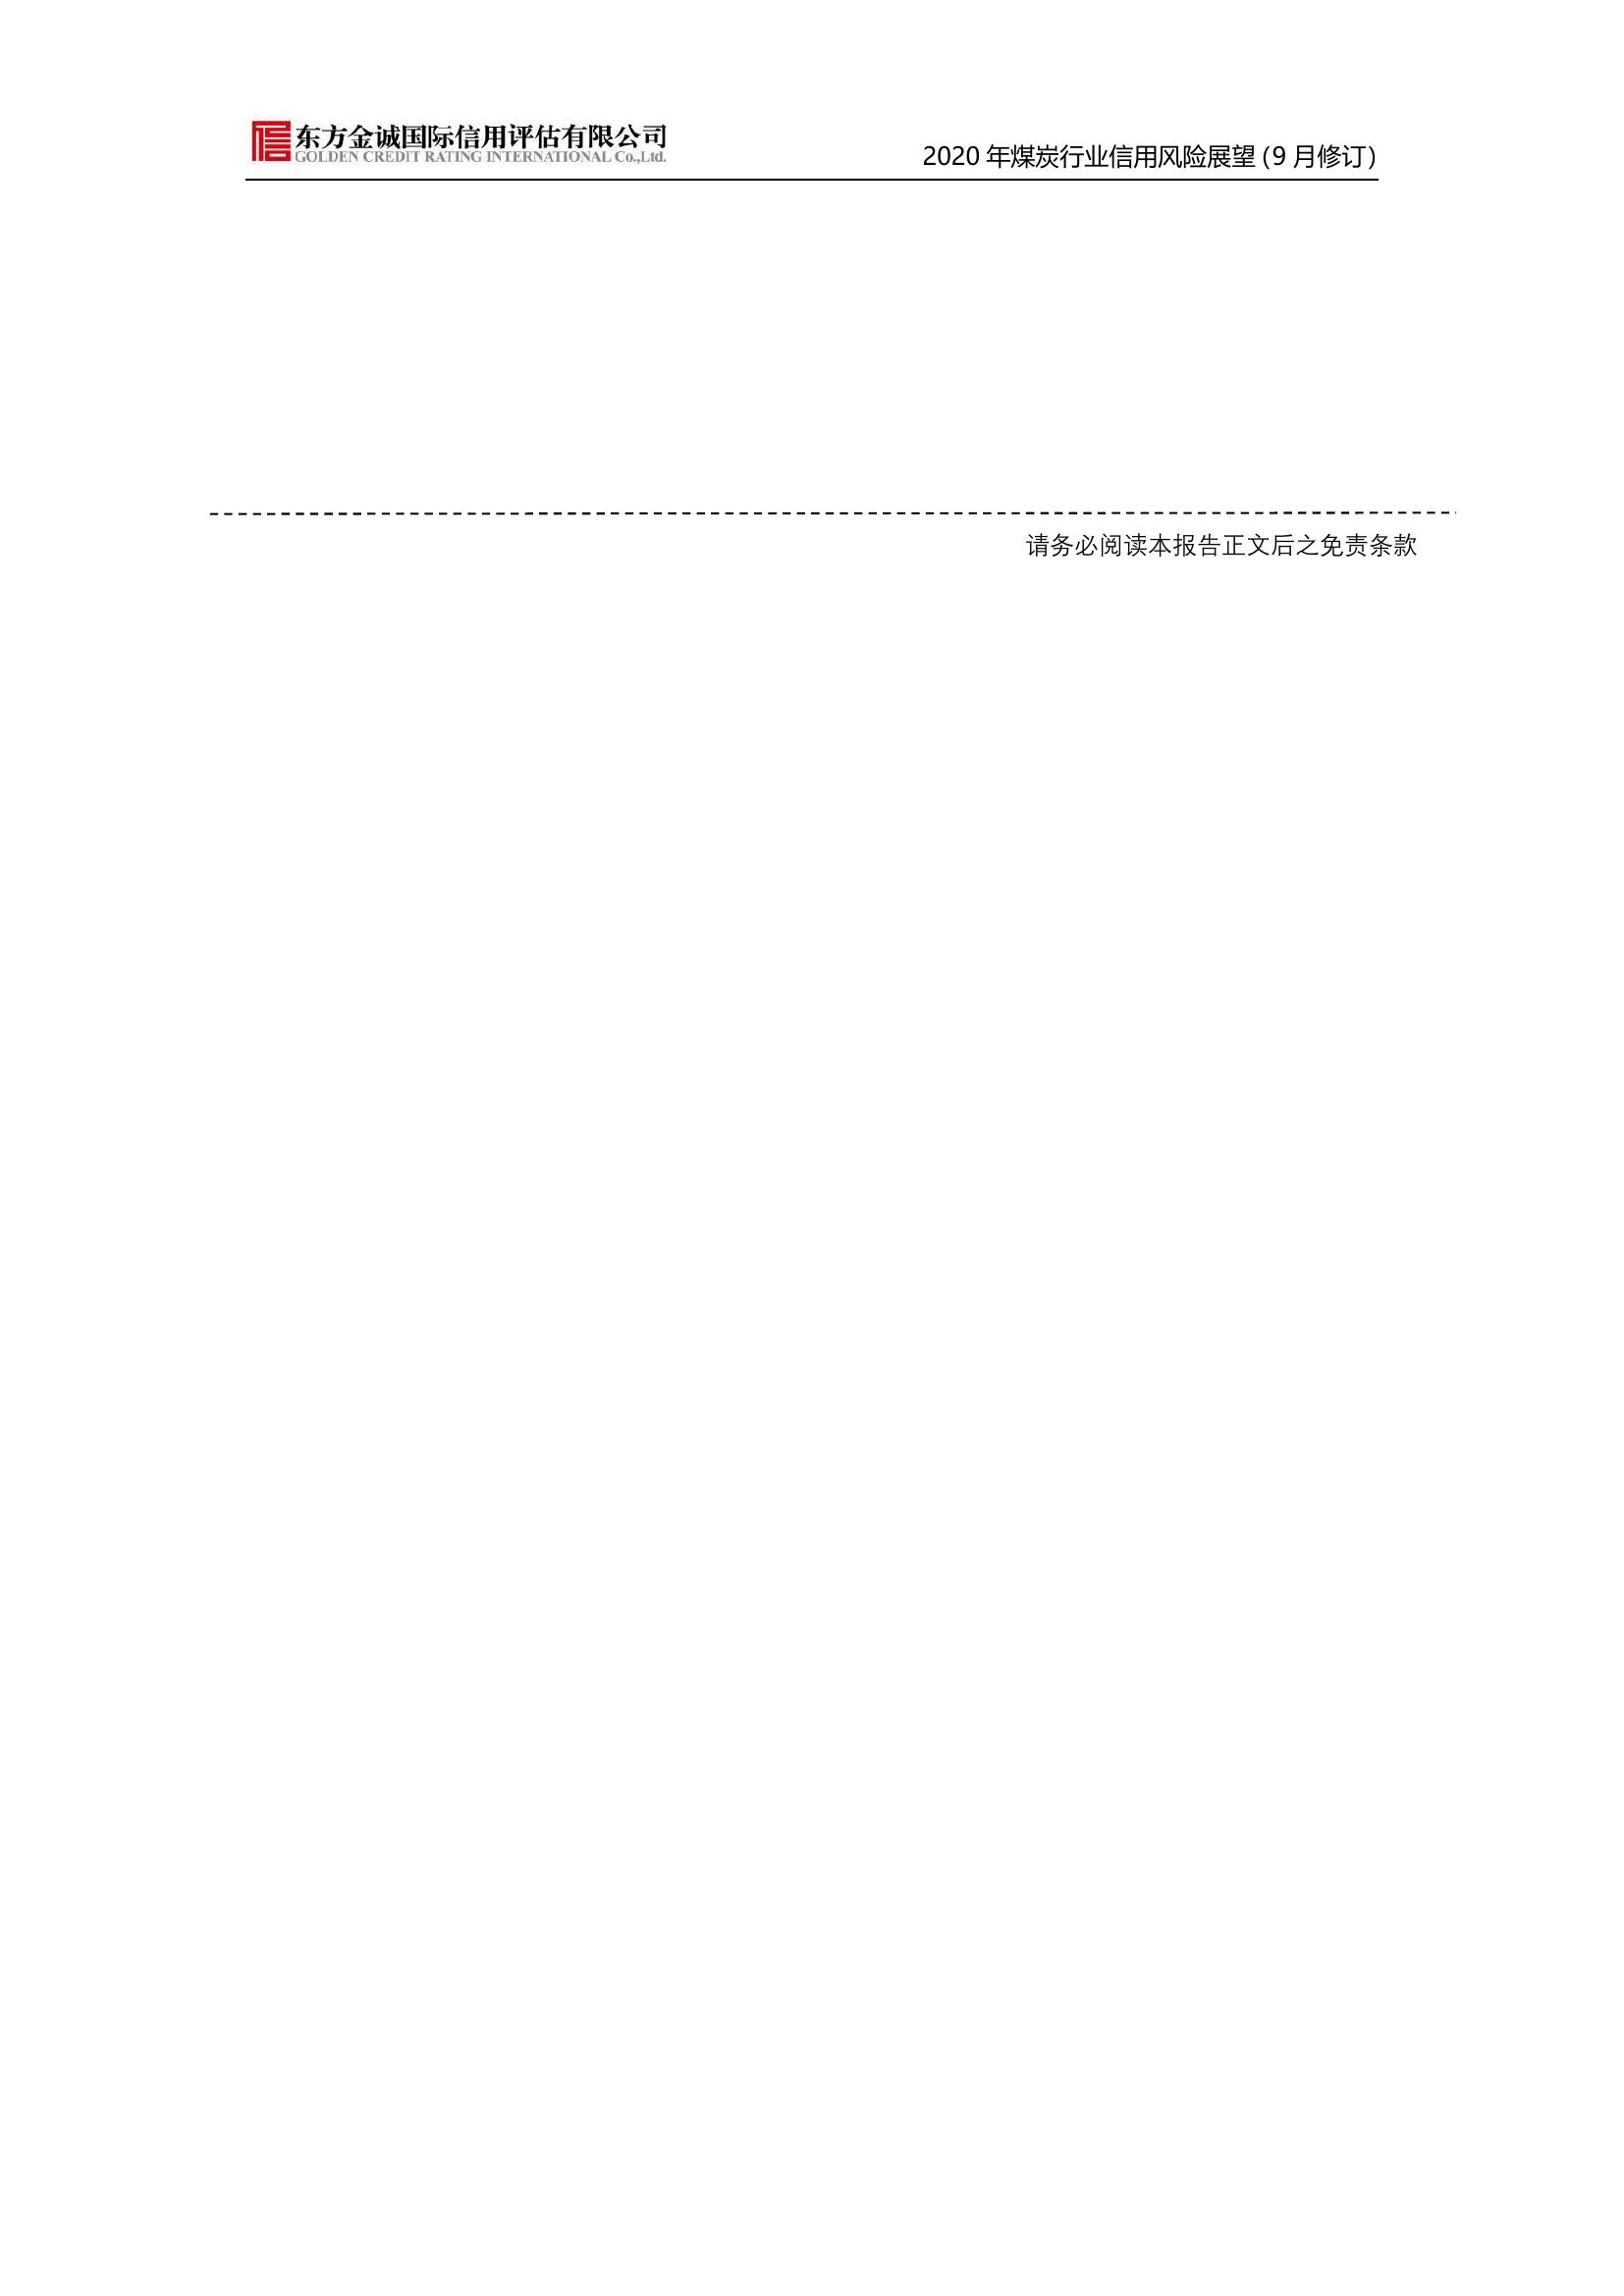 东方金诚国际信用评估有限公司
GOLDEN CREDIT RATING INTERNATIONAL Co.,Ltd.
2020 年煤炭行业信用风险展望 (9 月修订)
请务必阅读本报告正文后之免责条款